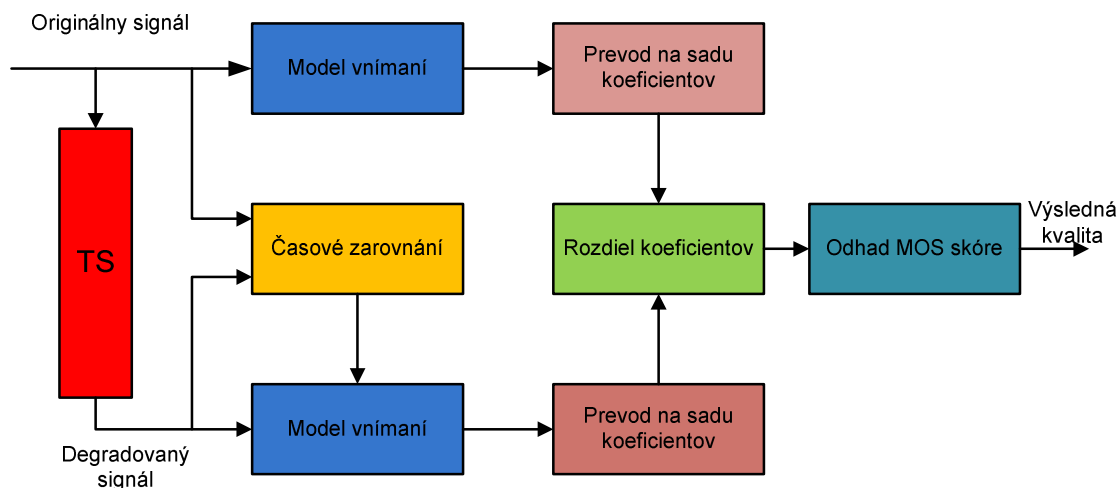 Originálny signál
Model vnímaní
Prevod na sadu
koeficientov
TS
Časové zarovnání
Rozdiel koeficientov
Odhad MOS skóre
Výsledná
kvalita
Model vnímaní
Prevod na sadu
koeficientov
Degradovaný
signál